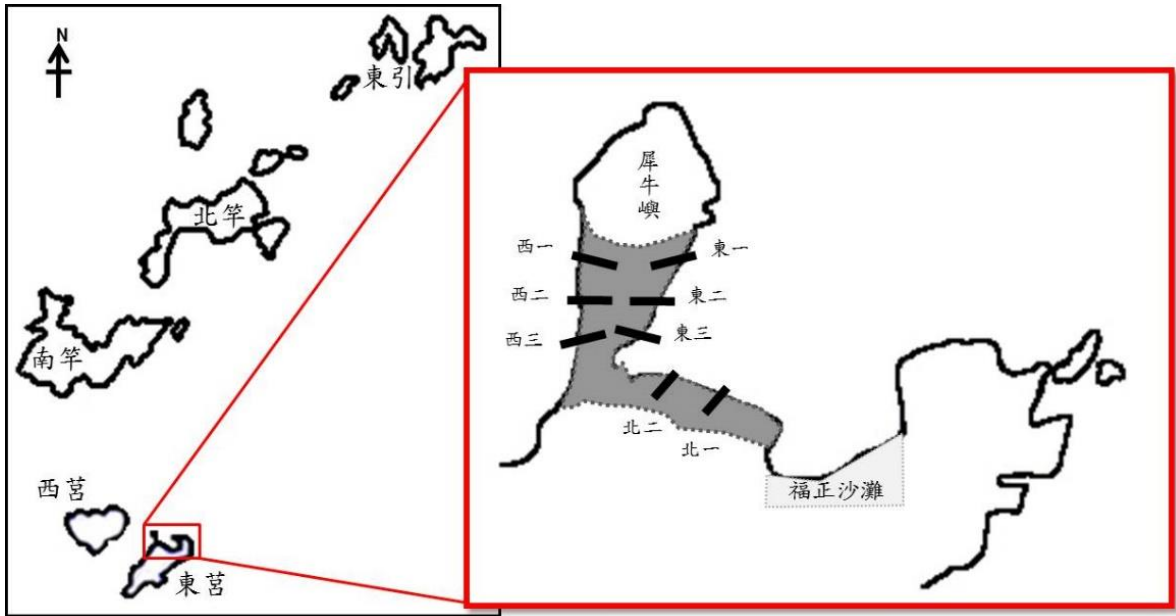 N
東引
北竿
南竿
西莒
東莒
犀牛嶼
西一
東一
西二
東二
西三
東三
北二
北一
福正沙灘